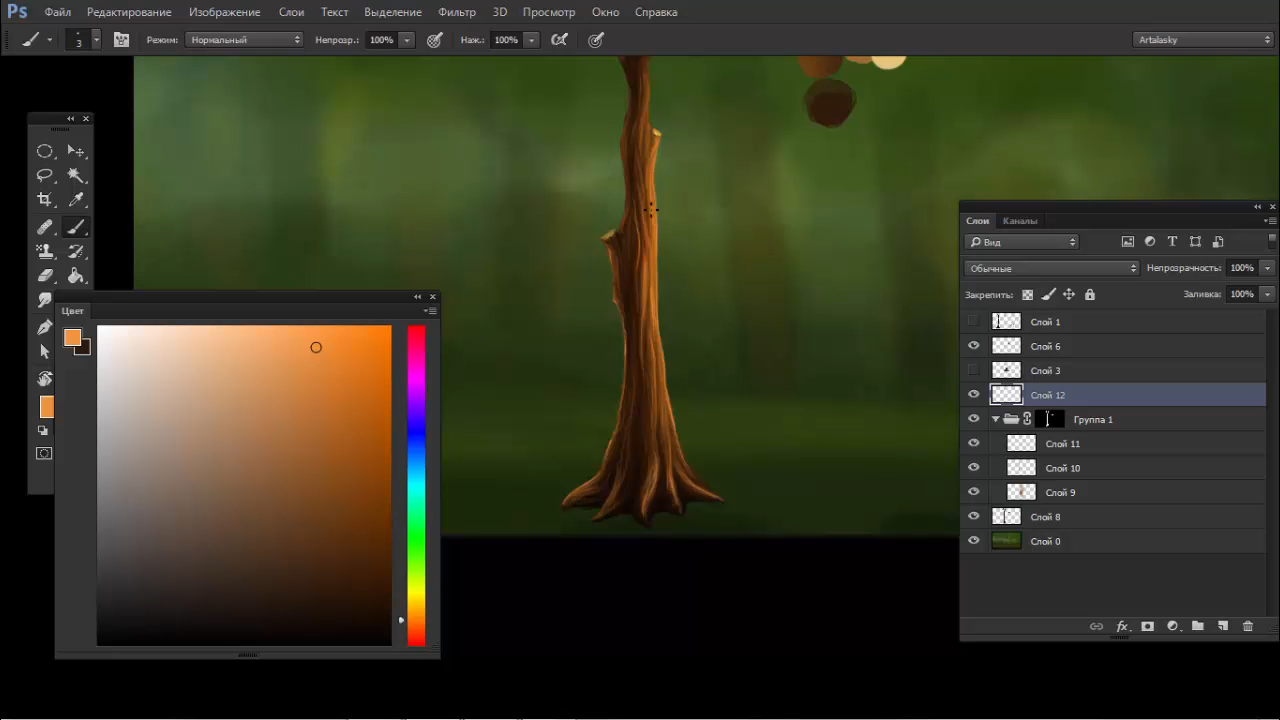 Ps Файл Редактирование Изображение Слои Текст Выделение Фильтр 3D Просмотр Окно Справка
3 Режим: Нормальный Непрозр.: 100% Наж.: 100% Artalasky
Слои Каналы
Вид
Обычные Непрозрачность: 100%
Закрепить: Заливка: 100%
Цвет
Слой 1
Слой 6
Слой 3
Слой 12
Группа 1
Слой 11
Слой 10
Слой 9
Слой 8
Слой 0
fx